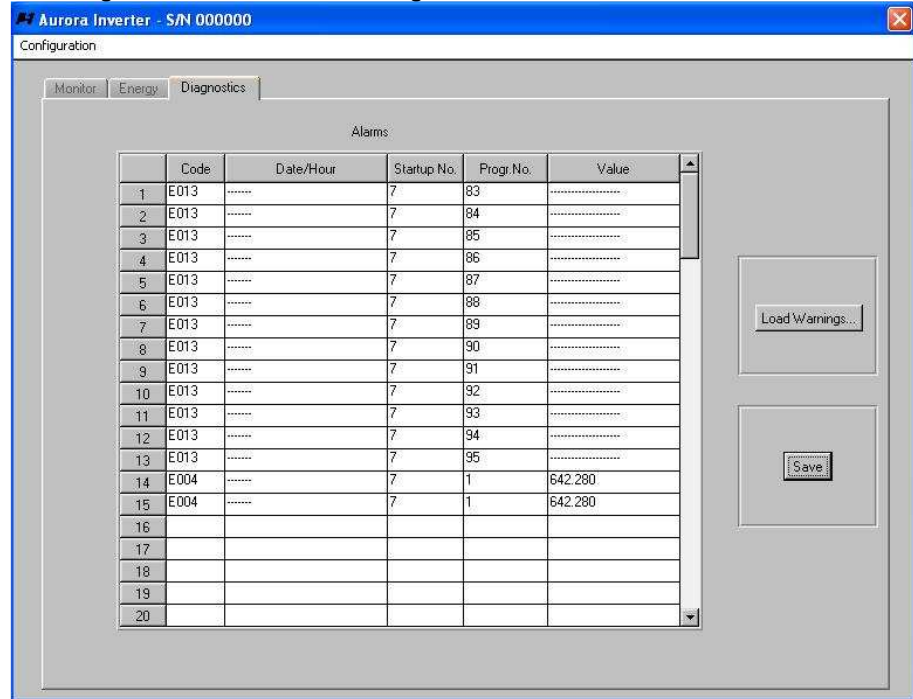 Aurora Inverter - S/N 000000
Configuration
Monitor Energy Diagnostics
Alarms
Code Date/Hour Startup No. Progr.No. Value
1 E013 ------- 7 83 -------------------
2 E013 ------- 7 84 -------------------
3 E013 ------- 7 85 -------------------
4 E013 ------- 7 86 -------------------
5 E013 ------- 7 87 -------------------
6 E013 ------- 7 88 -------------------
7 E013 ------- 7 89 -------------------
8 E013 ------- 7 90 -------------------
9 E013 ------- 7 91 -------------------
10 E013 ------- 7 92 -------------------
11 E013 ------- 7 93 -------------------
12 E013 ------- 7 94 -------------------
13 E013 ------- 7 95 -------------------
14 E004 ------- 7 1 642.280
15 E004 ------- 7 1 642.280
16
17
18
19
20
Load Warnings...
Save